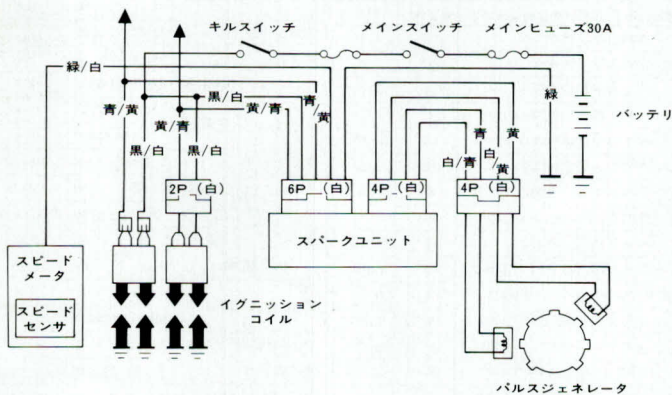 キルスイッチ
メインスイッチ
メインヒューズ30A
緑/白
黒/白
青/黄
緑
青/黄
黄/青
黄/青
青
黄
バッテリ
黒/白
黒/白
白/青
白/黄
2P (白)
6P (白)
4P (白)
4P (白)
スパークユニット
スピード
メータ
スピード
センサ
イグニッション
コイル
パルスジェネレータ